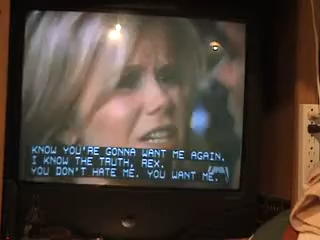 KNOW YOU'RE GONNA WANT ME AGAIN.
I KNOW THE TRUTH, REX.
YOU DON'T HATE ME. YOU WANT ME.